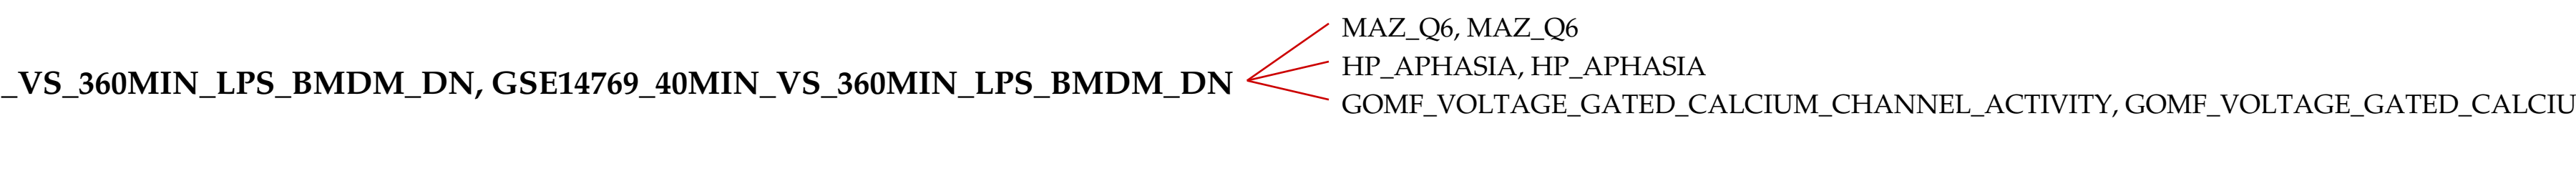 _VS_360MIN_LPS_BMDM_DN, GSE14769_40MIN_VS_360MIN_LPS_BMDM_DN
MAZ_Q6, MAZ_Q6
HP_APHASIA, HP_APHASIA
GOMF_VOLTAGE_GATED_CALCIUM_CHANNEL_ACTIVITY, GOMF_VOLTAGE_GATED_CALCIU